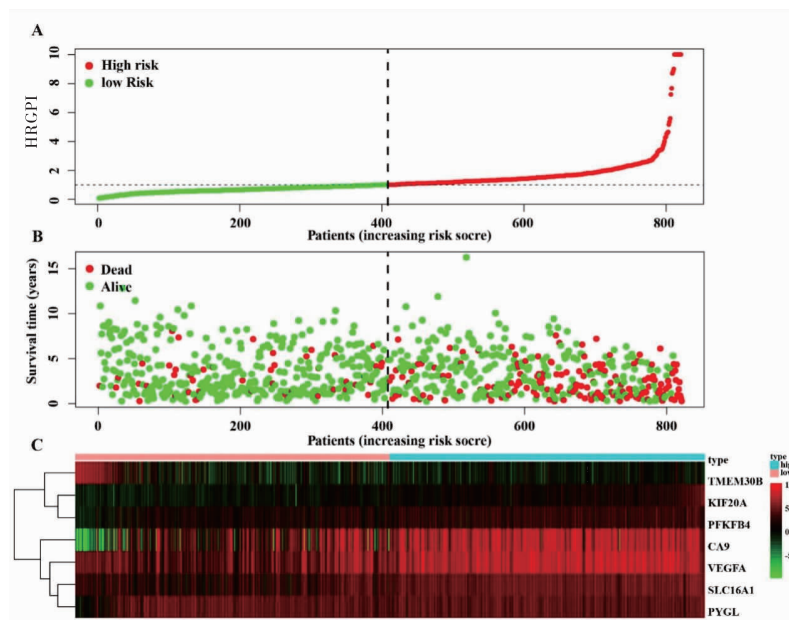 A
HRGPI
10
8
6
4
2
0
High risk
low Risk
0 200 400 600 800
Patients (increasing risk socre)
B
Survival time (years)
15
10
5
0
Dead
Alive
0 200 400 600 800
Patients (increasing risk socre)
C
type
TMEM30B
KIF20A
PFKFB4
CA9
VEGFA
SLC16A1
PYGL
type
low
0